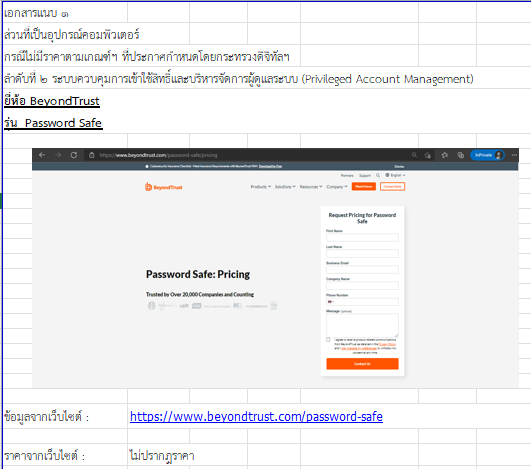 เอกสารแนบ ๑
ส่วนที่เป็นอุปกรณ์คอมพิวเตอร์
กรณีไม่มีราคาตามเกณฑ์ฯ ที่ประกาศกำหนดโดยกระทรวงดิจิทัลฯ
ลำดับที่ ๒ ระบบควบคุมการเข้าใช้สิทธิ์และบริหารจัดการผู้ดูแลระบบ (Privileged Account Management)
ยี่ห้อ BeyondTrust
รุ่น Password Safe
https://www.beyondtrust.com/password-safe/pricing
InPrivate
Partners Support English
BeyondTrust
Products Solutions Resources Company
Contact Sales
Request Pricing for Password Safe
First Name
Last Name
Business Email
Company Name
Phone Number
Message (optional)
Contact Us
Password Safe: Pricing
Trusted by Over 20,000 Companies and Counting
ข้อมูลจากเว็บไซต์ : https://www.beyondtrust.com/password-safe
ราคาจากเว็บไซต์ : ไม่ปรากฏราคา